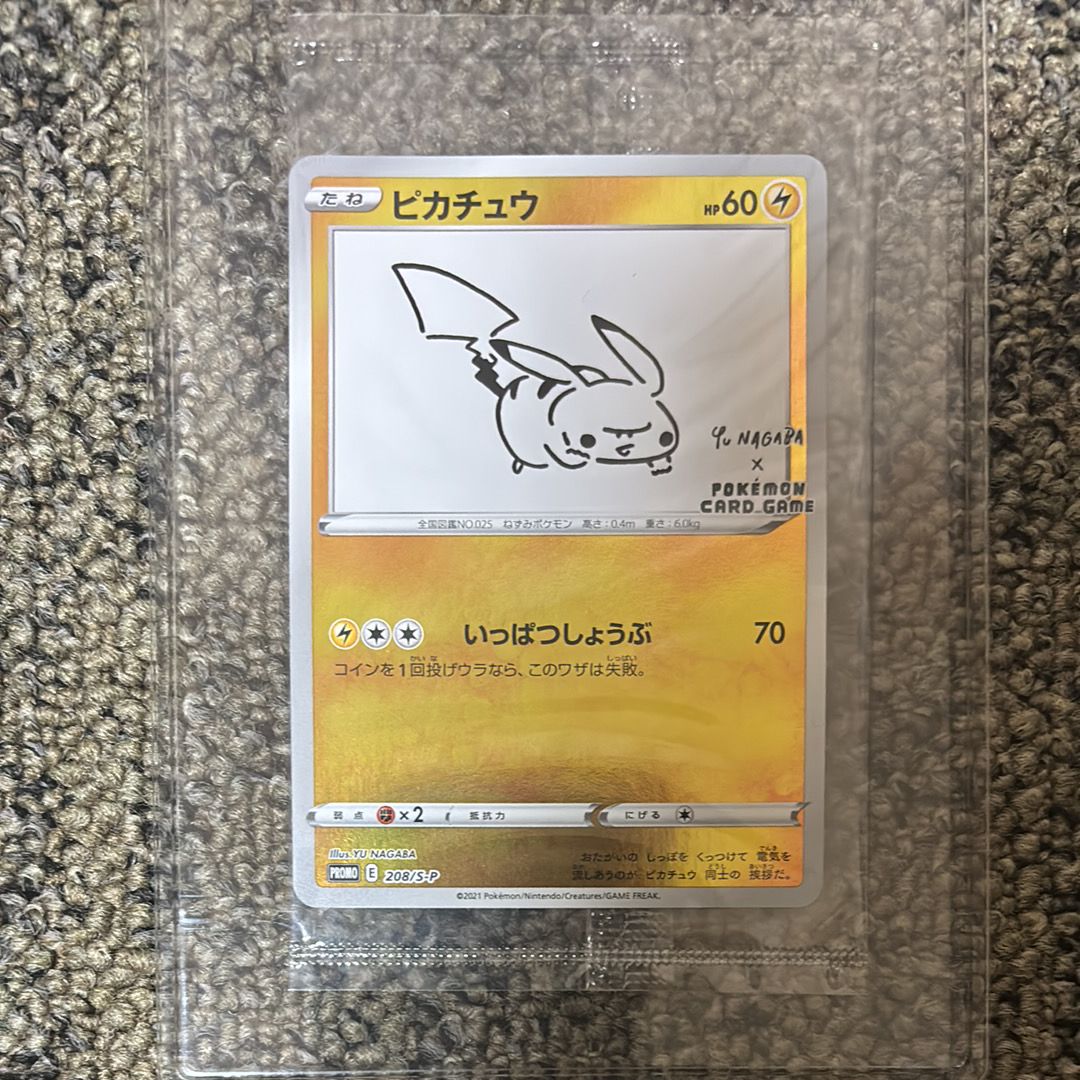 たね ピカチュウ HP60
Yu NAGABA
×
POKÉMON
CARD GAME
全国図鑑NO.025 ねずみポケモン 高さ:0.4m 重さ:6.0kg
いっぱつしょうぶ 70
コインを1回投げウラなら、このワザは失敗。
弱点 ×2 抵抗力 にげる
Illus.YU NAGABA
PROMO E 208/S-P
おたがいの しっぽを くっつけて 電気を
流しあうのが ピカチュウ 同士の 挨拶だ。
©2021 Pokémon/Nintendo/Creatures/GAME FREAK.